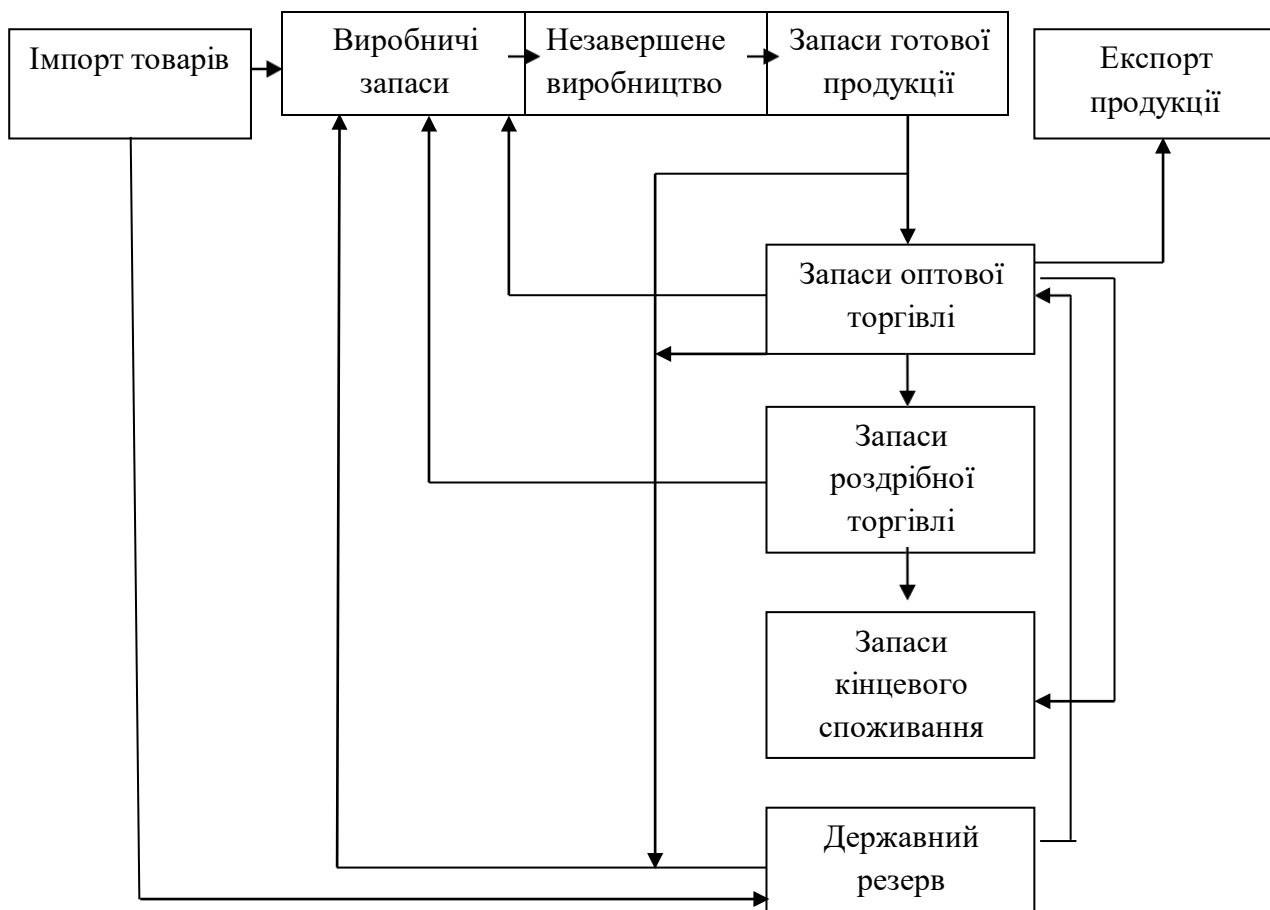 Імпорт товарів
Виробничі
запаси
Незавершене
виробництво
Запаси готової
продукції
Експорт
продукції
Запаси оптової
торгівлі
Запаси
роздрібної
торгівлі
Запаси
кінцевого
споживання
Державний
резерв